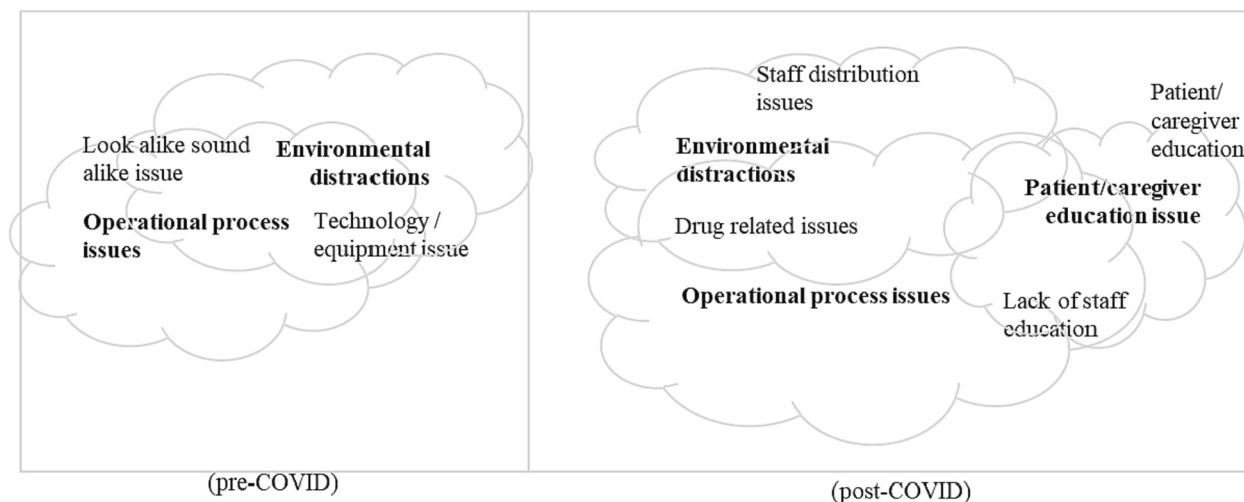 Look alike sound
alike issue
Environmental
distractions
Operational process
issues
Technology /
equipment issue
(pre-COVID)
Staff distribution
issues
Environmental
distractions
Drug related issues
Operational process issues
Patient/
caregiver
education
Patient/caregiver
education issue
Lack of staff
education
(post-COVID)